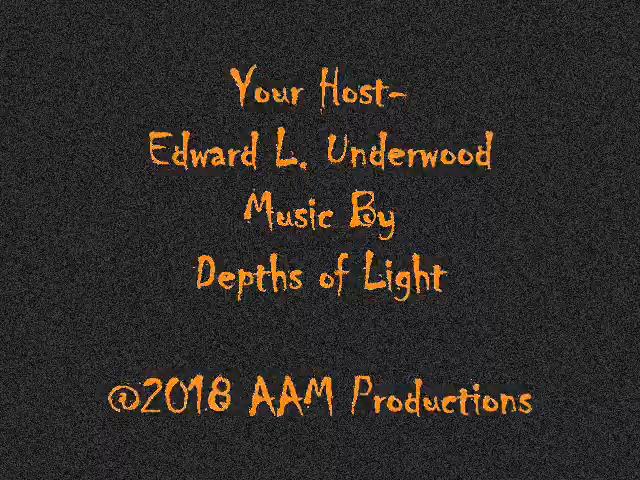 Your Host-
Edward L. Underwood
Music By
Depths of Light
©2018 AAM Productions